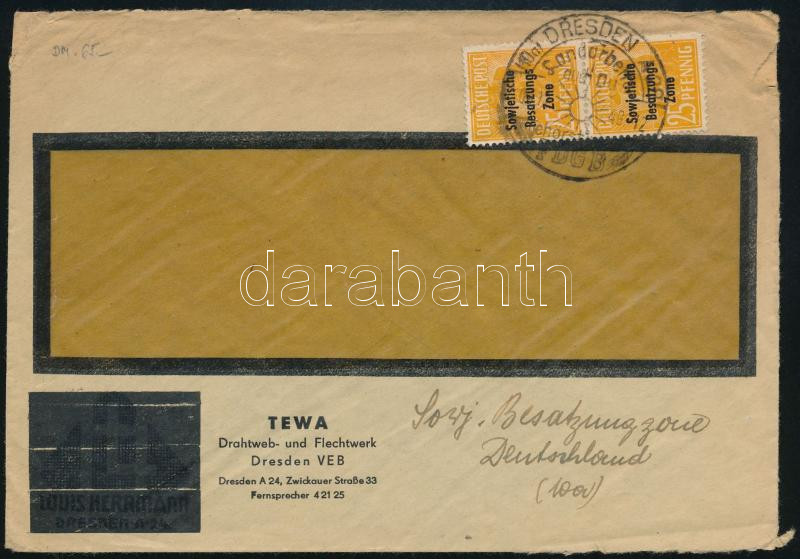 DM. 65.-
DRESDEN
DEUTSCHE POST
Sowjetische
Besatzungs
Zone
Sowjetische
Besatzungs
Zone
25 PFENNIG
FDGB
darabanth
TEWA
Drahtweb- und Flechtwerk
Dresden VEB
Dresden A 24, Zwickauer Straße 33
Fernsprecher 4 21 25
LOUIS HERRMANN
DRESDEN A-24
Sowj. Besatzungzone
Deutschland
(10a)